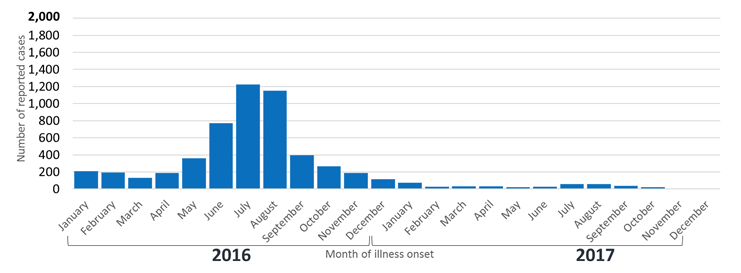 2,000
1,800
1,600
1,400
1,200
1,000
800
600
400
200
0
Number of reported cases
January
February
March
April
May
June
July
August
September
October
November
December
January
February
March
April
May
June
July
August
September
October
November
December
2016
Month of illness onset
2017